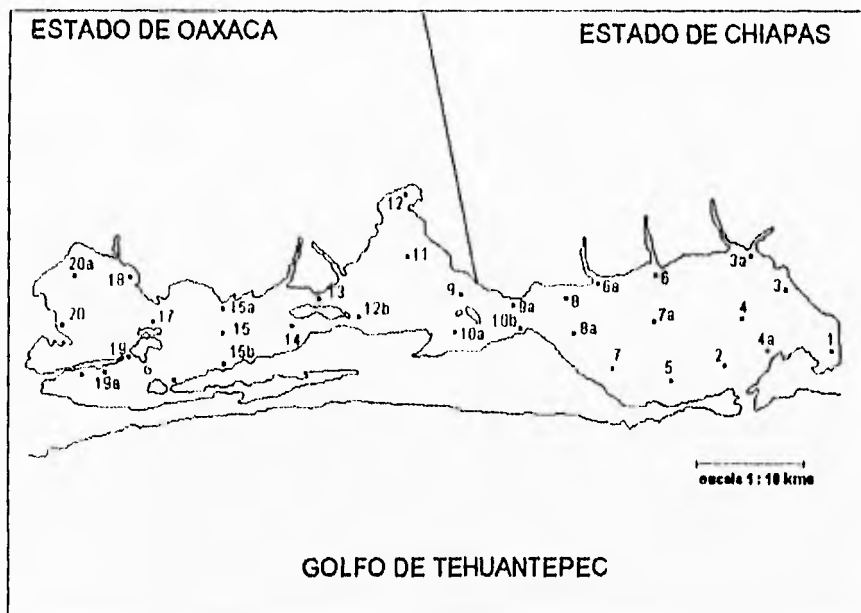 ESTADO DE OAXACA
ESTADO DE CHIAPAS
12
11
20a
18
3a
6a
6
3
9
8
13
15a
9a
20
17
12b
10b
7a
4
15
14
10a
8a
19
15b
4a
1
6
19a
7
5
2
escala 1 : 10 kms
GOLFO DE TEHUANTEPEC